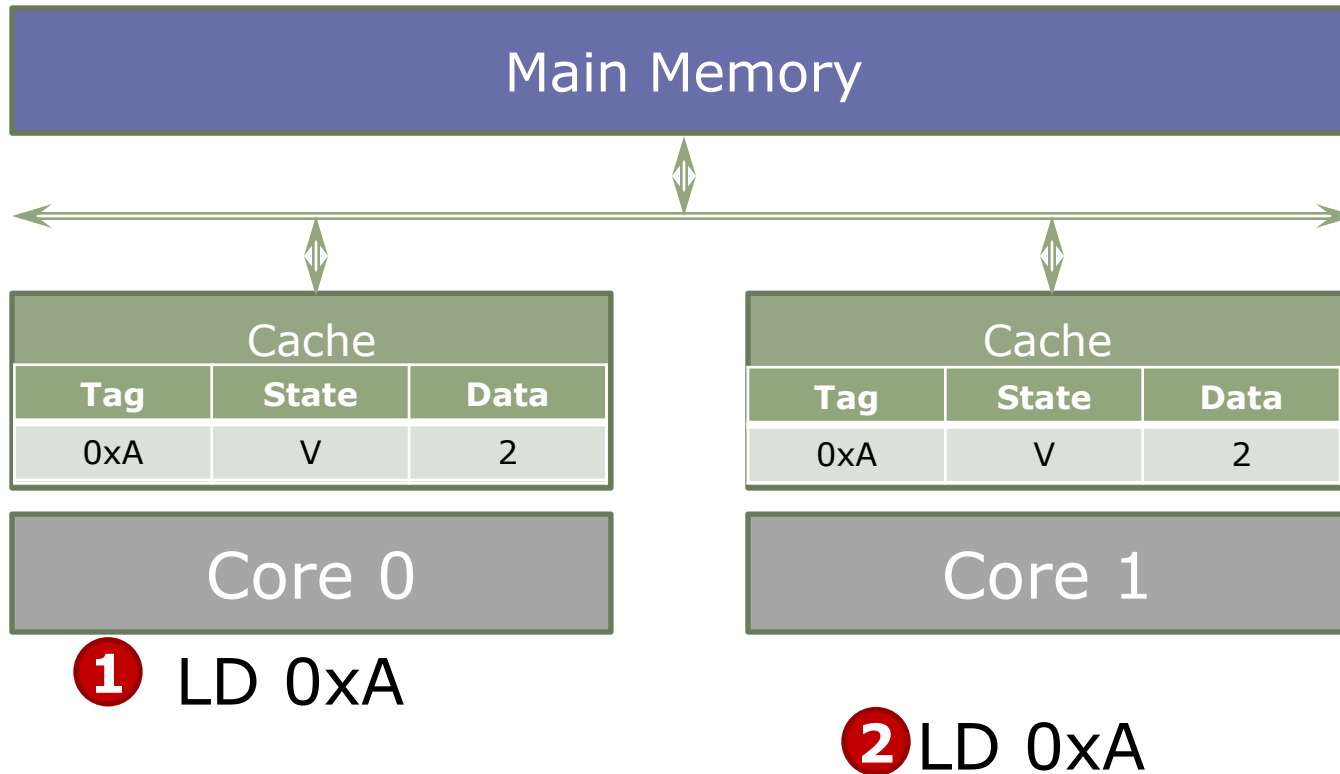 Main Memory
Cache
Tag State Data
0xA V 2
Cache
Tag State Data
0xA V 2
Core 0
Core 1
1 LD 0xA
2 LD 0xA